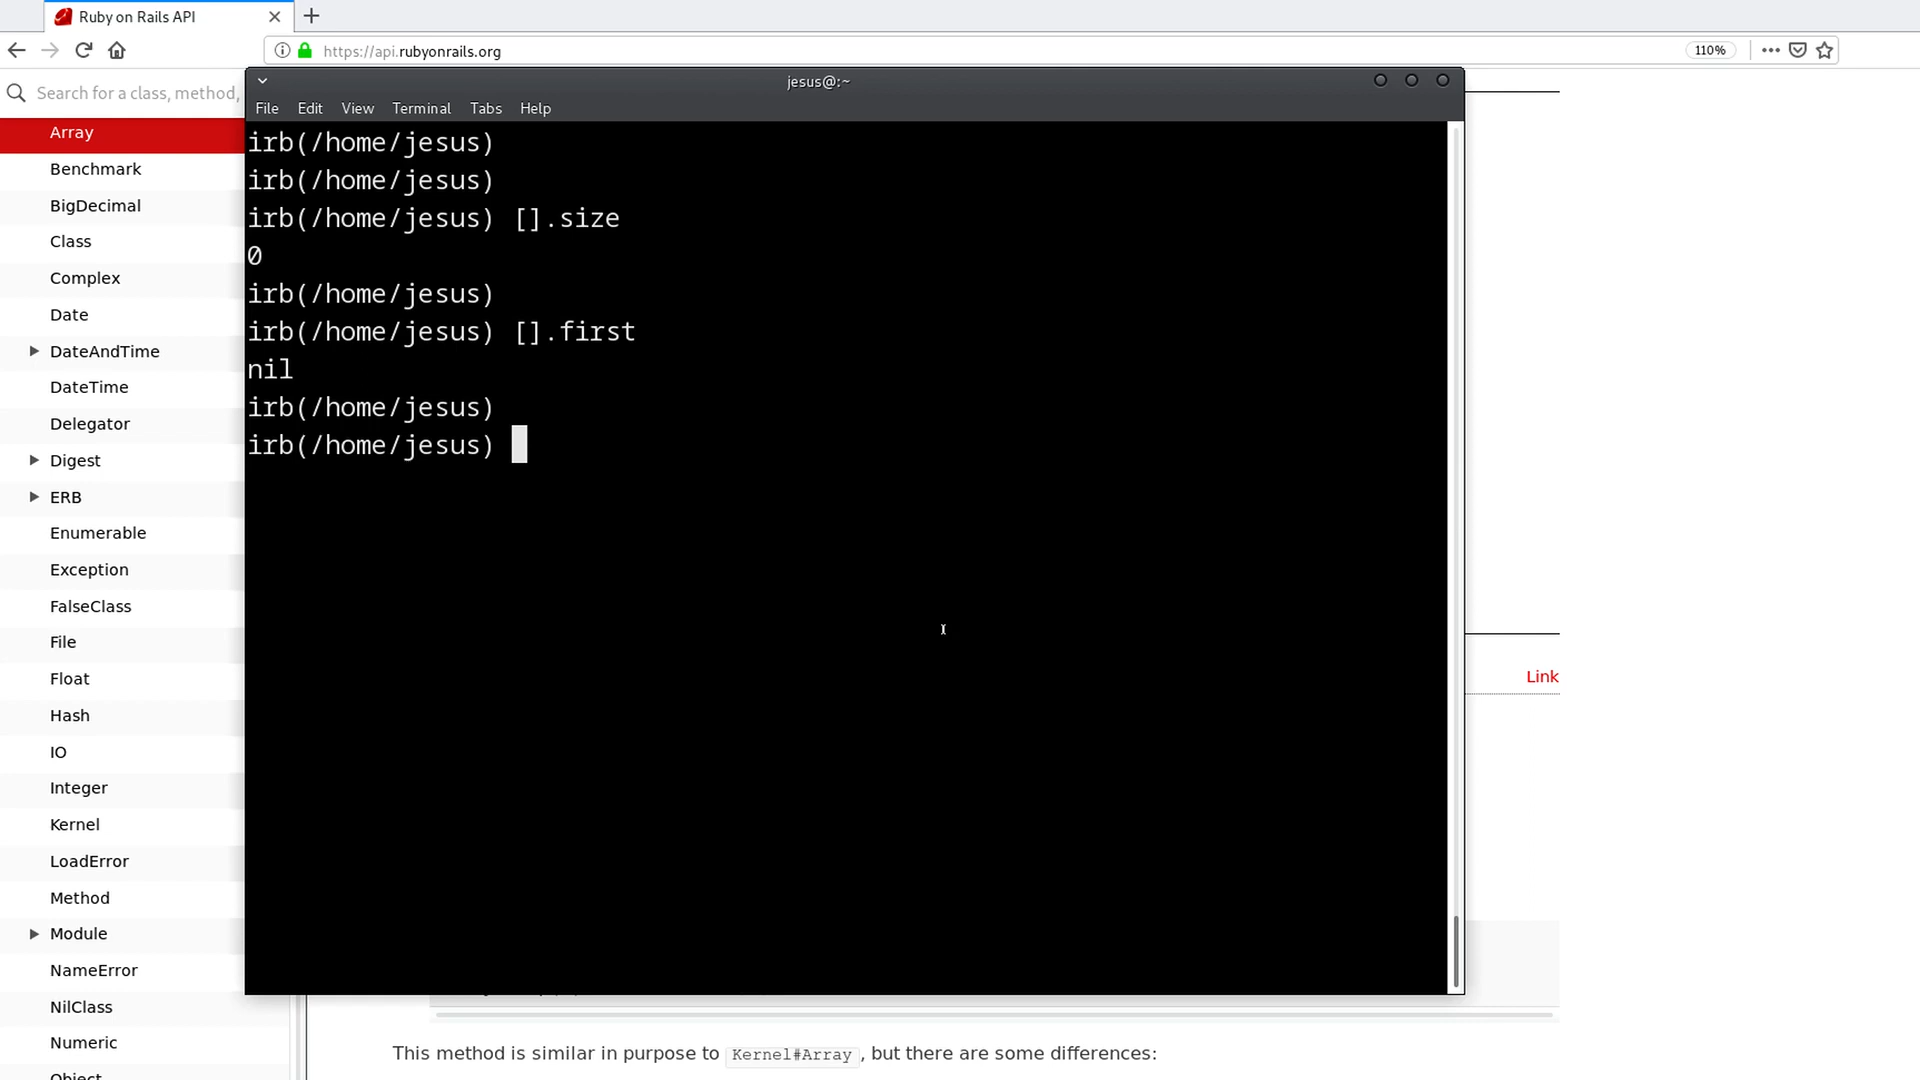 Ruby on Rails API
https://api.rubyonrails.org
110%
Search for a class, method,
jesus@:~
File Edit View Terminal Tabs Help
irb(/home/jesus)
irb(/home/jesus)
irb(/home/jesus) [].size
0
irb(/home/jesus)
irb(/home/jesus) [].first
nil
irb(/home/jesus)
irb(/home/jesus)
Array
Benchmark
BigDecimal
Class
Complex
Date
DateAndTime
DateTime
Delegator
Digest
ERB
Enumerable
Exception
FalseClass
File
Float
Hash
IO
Integer
Kernel
LoadError
Method
Module
NameError
NilClass
Numeric
Object
Link
This method is similar in purpose to Kernel#Array, but there are some differences: